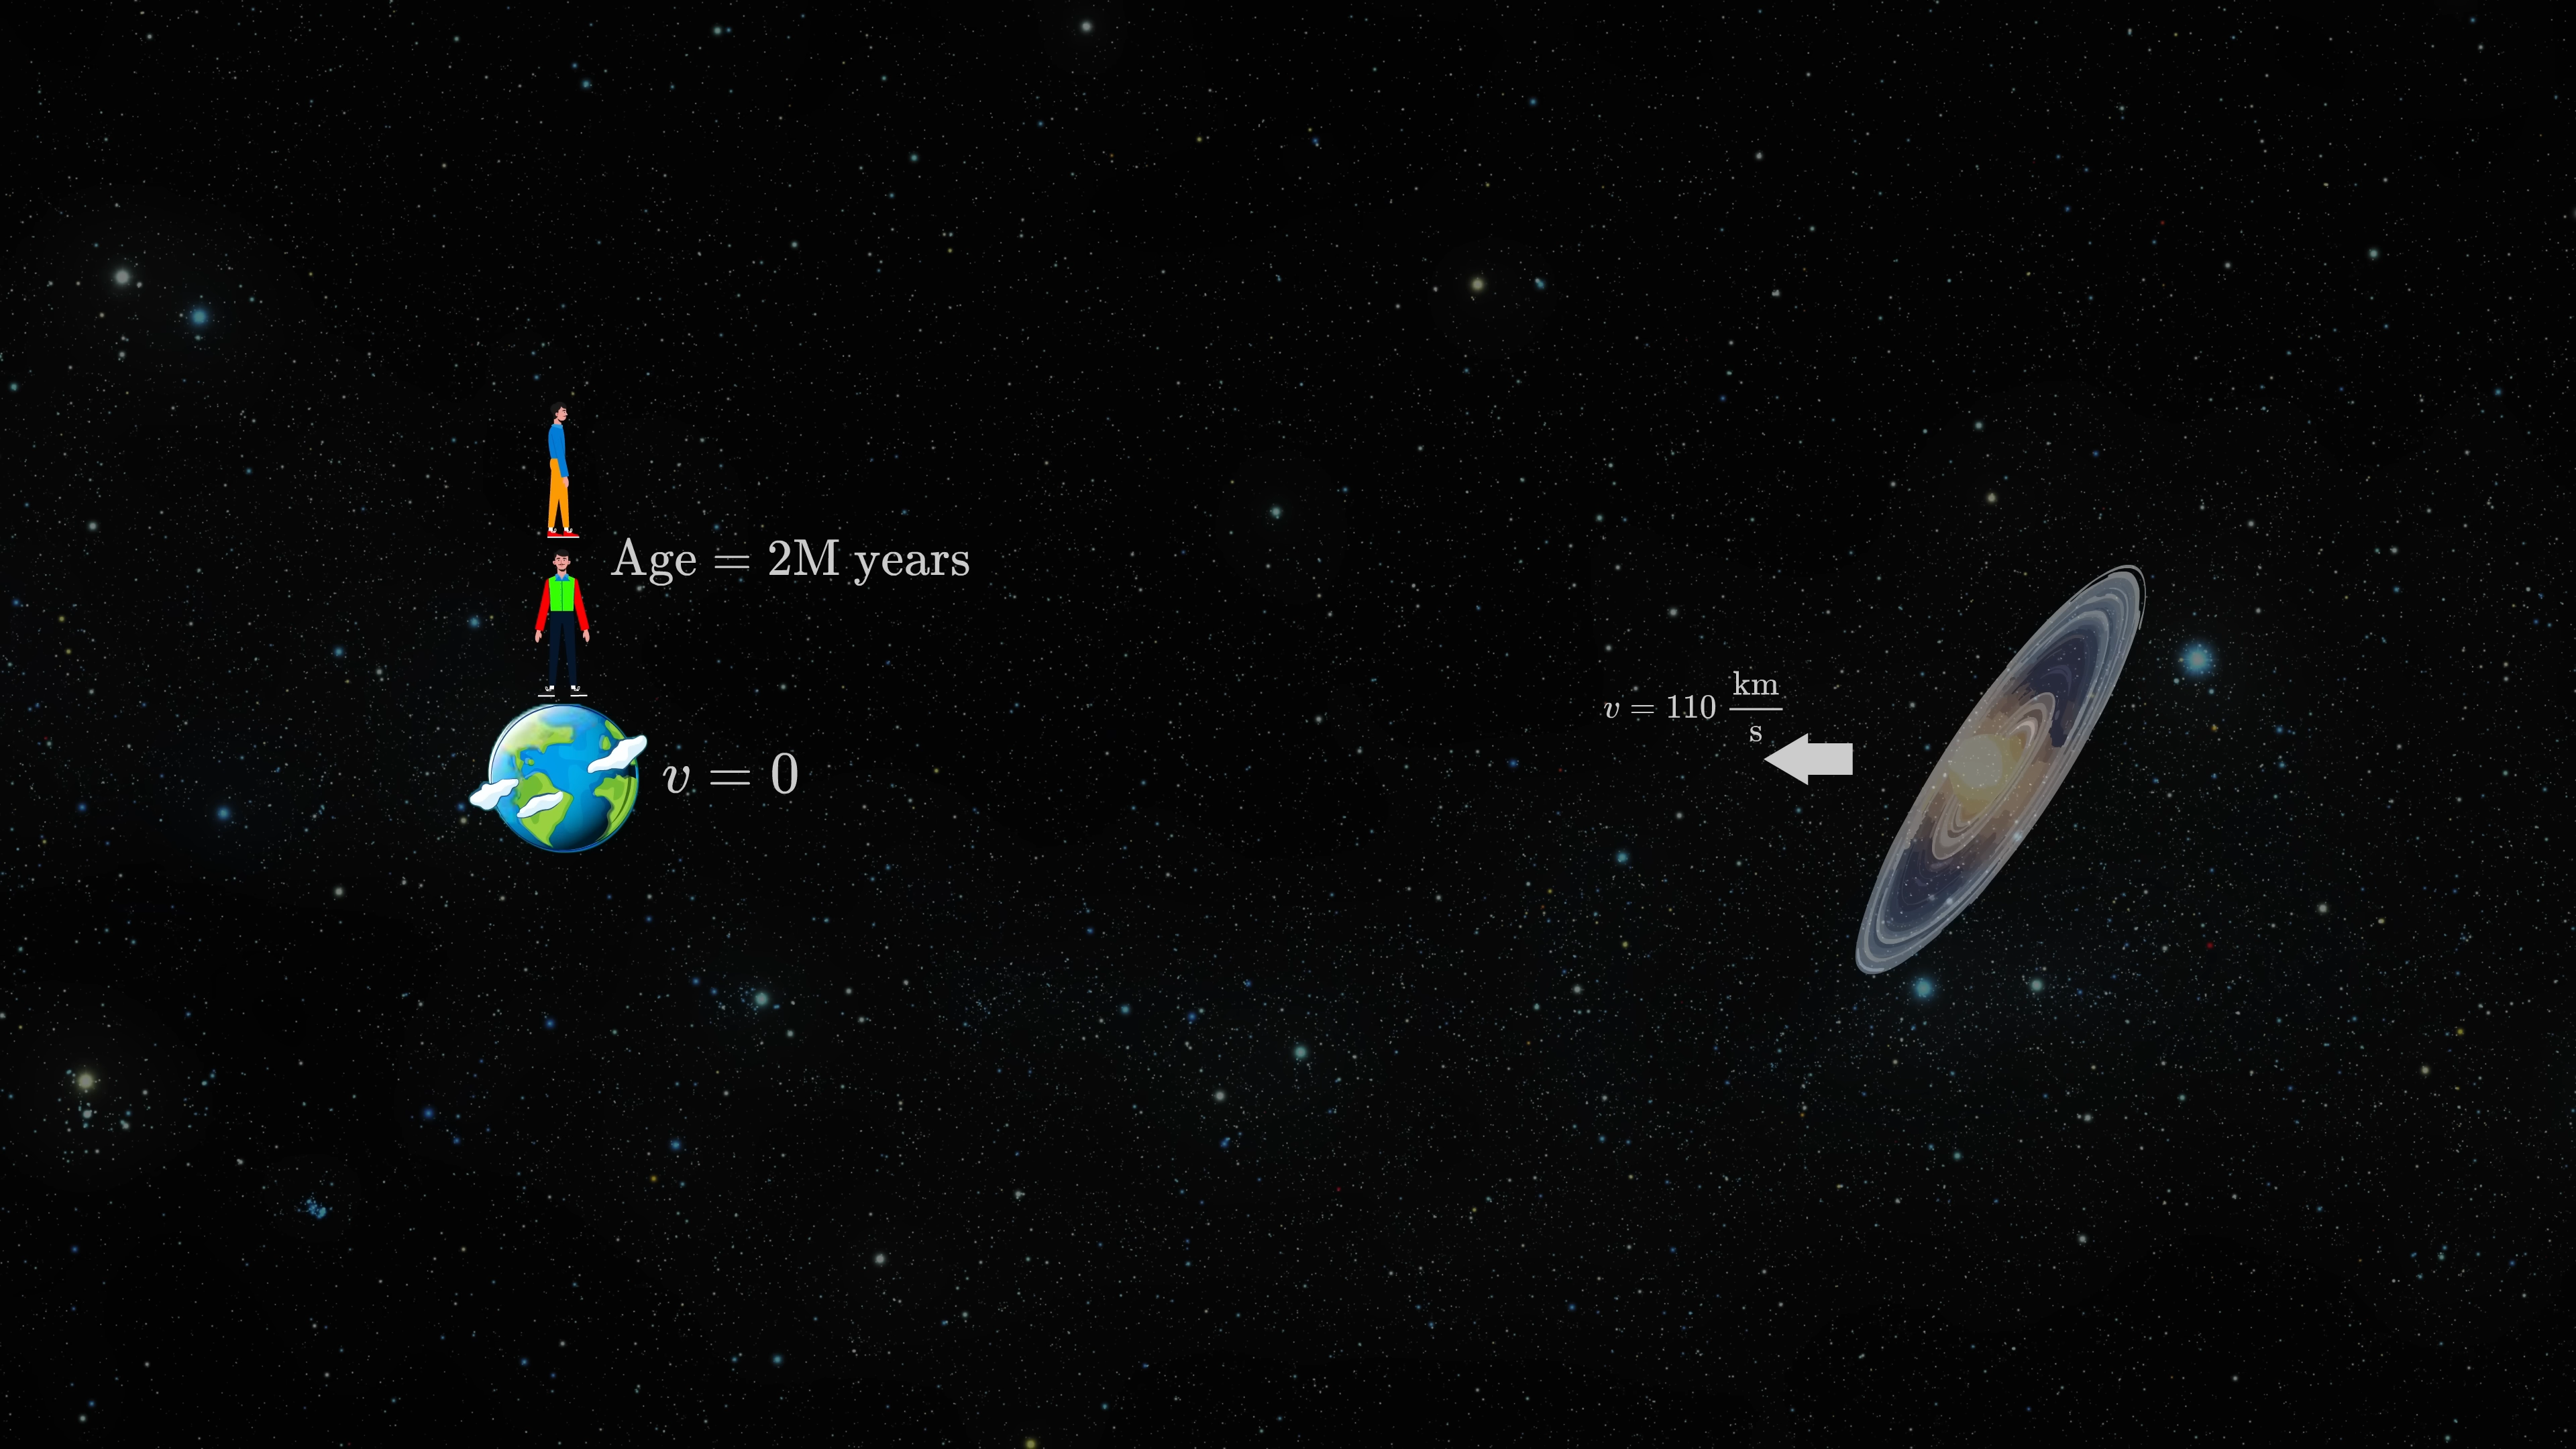 Age = 2M years
v = 110 km/s
v = 0